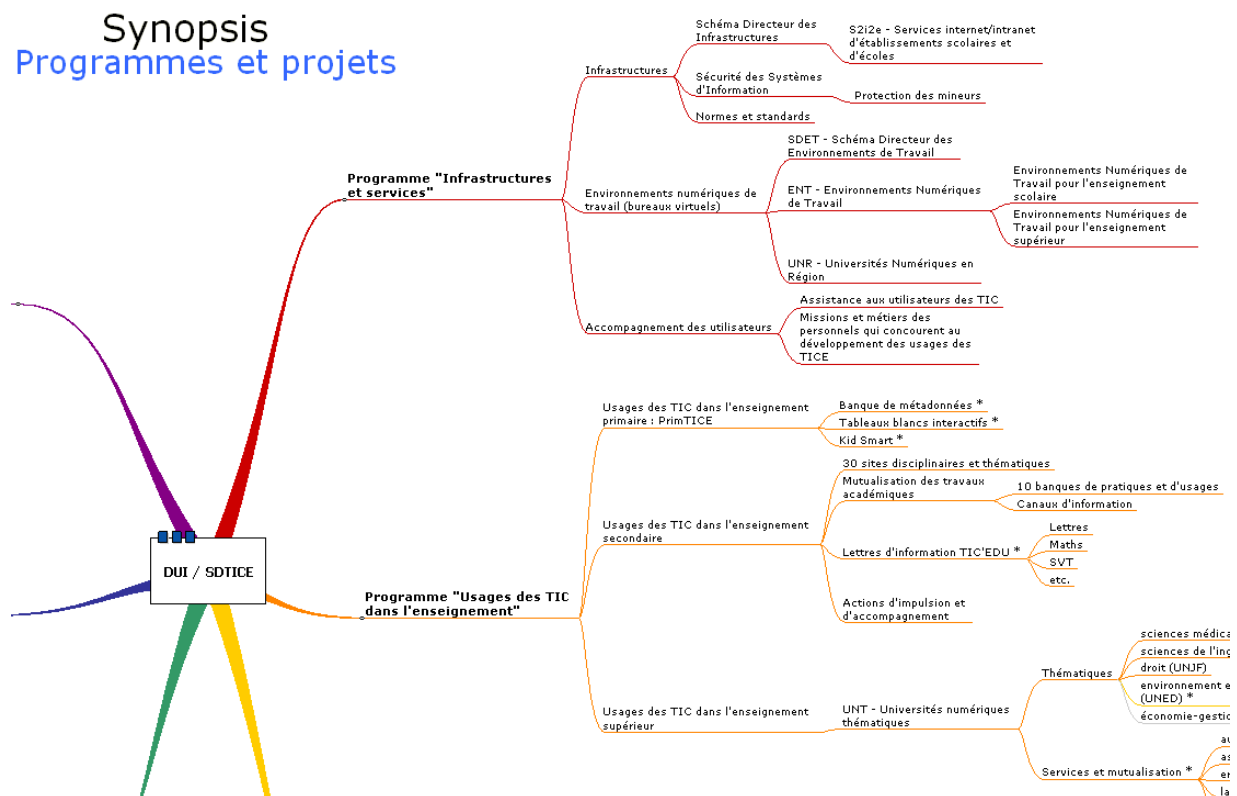 Synopsis
Programmes et projets
DUI / SDTICE
Programme "Infrastructures
et services"
Infrastructures
Schéma Directeur des
Infrastructures
S2i2e - Services internet/intranet
d'établissements scolaires et
d'écoles
Sécurité des Systèmes
d'Information
Protection des mineurs
Normes et standards
Environnements numériques de
travail (bureaux virtuels)
SDET - Schéma Directeur des
Environnements de Travail
ENT - Environnements Numériques
de Travail
Environnements Numériques de
Travail pour l'enseignement
scolaire
Environnements Numériques de
Travail pour l'enseignement
supérieur
UNR - Universités Numériques en
Région
Accompagnement des utilisateurs
Assistance aux utilisateurs des TIC
Missions et métiers des
personnels qui concourent au
développement des usages des
TICE
Programme "Usages des TIC
dans l'enseignement"
Usages des TIC dans l'enseignement
primaire : PrimTICE
Banque de métadonnées *
Tableaux blancs interactifs *
Kid Smart *
Usages des TIC dans l'enseignement
secondaire
30 sites disciplinaires et thématiques
Mutualisation des travaux
académiques
10 banques de pratiques et d'usages
Canaux d'information
Lettres d'information TIC'EDU *
Lettres
Maths
SVT
etc.
Actions d'impulsion et
d'accompagnement
Usages des TIC dans l'enseignement
supérieur
UNT - Universités numériques
thématiques
Thématiques
sciences
sciences de
droit (UNJF)
environnement
(UNED) *
Services et mutualisation *